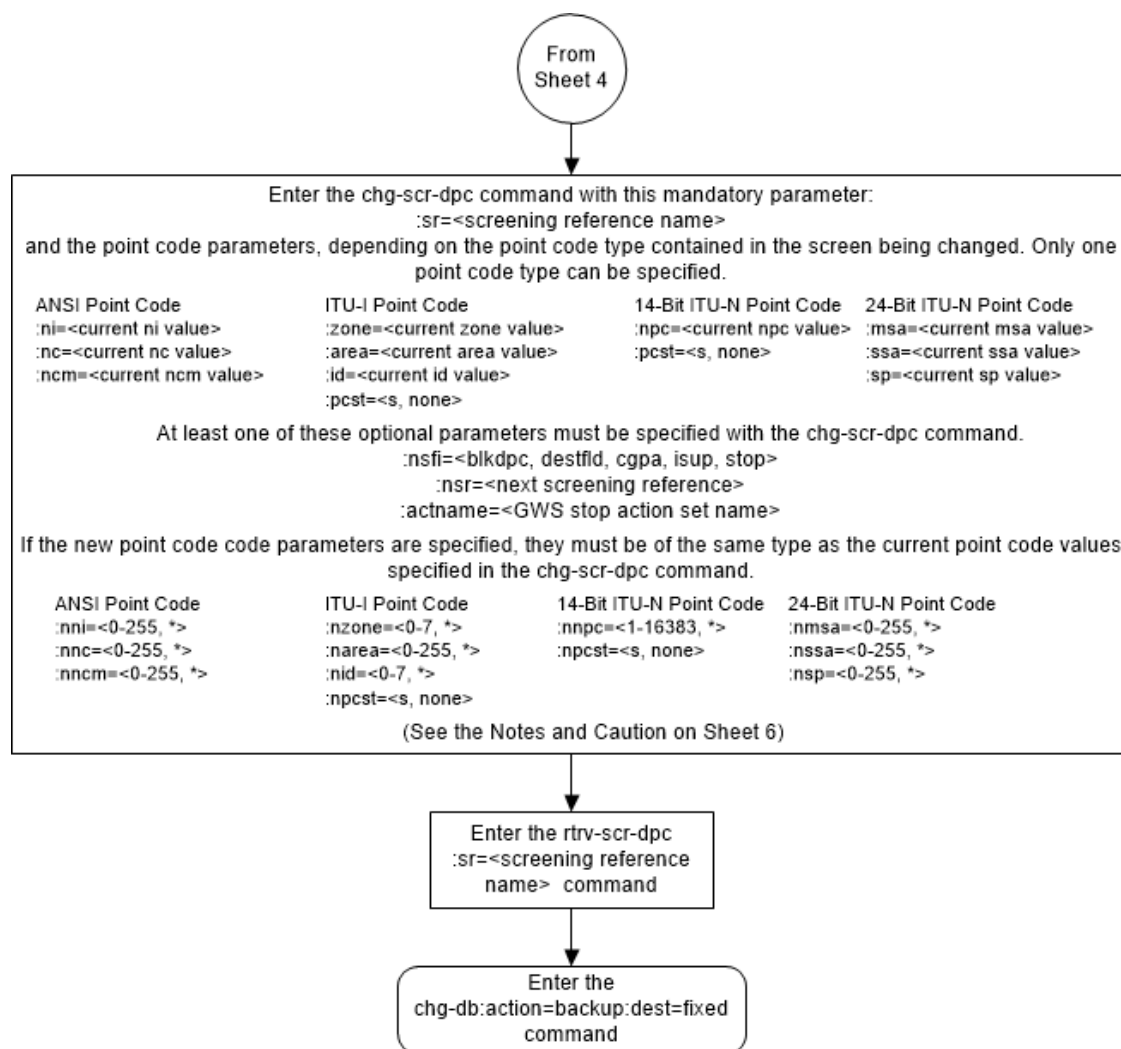 From
Sheet 4
Enter the chg-scr-dpc command with this mandatory parameter:
:sr=<screening reference name>
and the point code parameters, depending on the point code type contained in the screen being changed. Only one
point code type can be specified.
ANSI Point Code
:ni=<current ni value>
:nc=<current nc value>
:ncm=<current ncm value>
ITU-I Point Code
:zone=<current zone value>
:area=<current area value>
:id=<current id value>
:pcst=<s, none>
14-Bit ITU-N Point Code
:npc=<current npc value>
:pcst=<s, none>
24-Bit ITU-N Point Code
:msa=<current msa value>
:ssa=<current ssa value>
:sp=<current sp value>
At least one of these optional parameters must be specified with the chg-scr-dpc command.
:nsfi=<blkdpc, destfld, cgpa, isup, stop>
:nsr=<next screening reference>
:actname=<GWS stop action set name>
If the new point code code parameters are specified, they must be of the same type as the current point code values
specified in the chg-scr-dpc command.
ANSI Point Code
:nni=<0-255, *>
:nnc=<0-255, *>
:nncm=<0-255, *>
ITU-I Point Code
:nzone=<0-7, *>
:narea=<0-255, *>
:nid=<0-7, *>
:npcst=<s, none>
14-Bit ITU-N Point Code
:nnpc=<1-16383, *>
:npcst=<s, none>
24-Bit ITU-N Point Code
:nmsa=<0-255, *>
:nssa=<0-255, *>
:nsp=<0-255, *>
(See the Notes and Caution on Sheet 6)
Enter the rtrv-scr-dpc
:sr=<screening reference
name> command
Enter the
chg-db:action=backup:dest=fixed
command